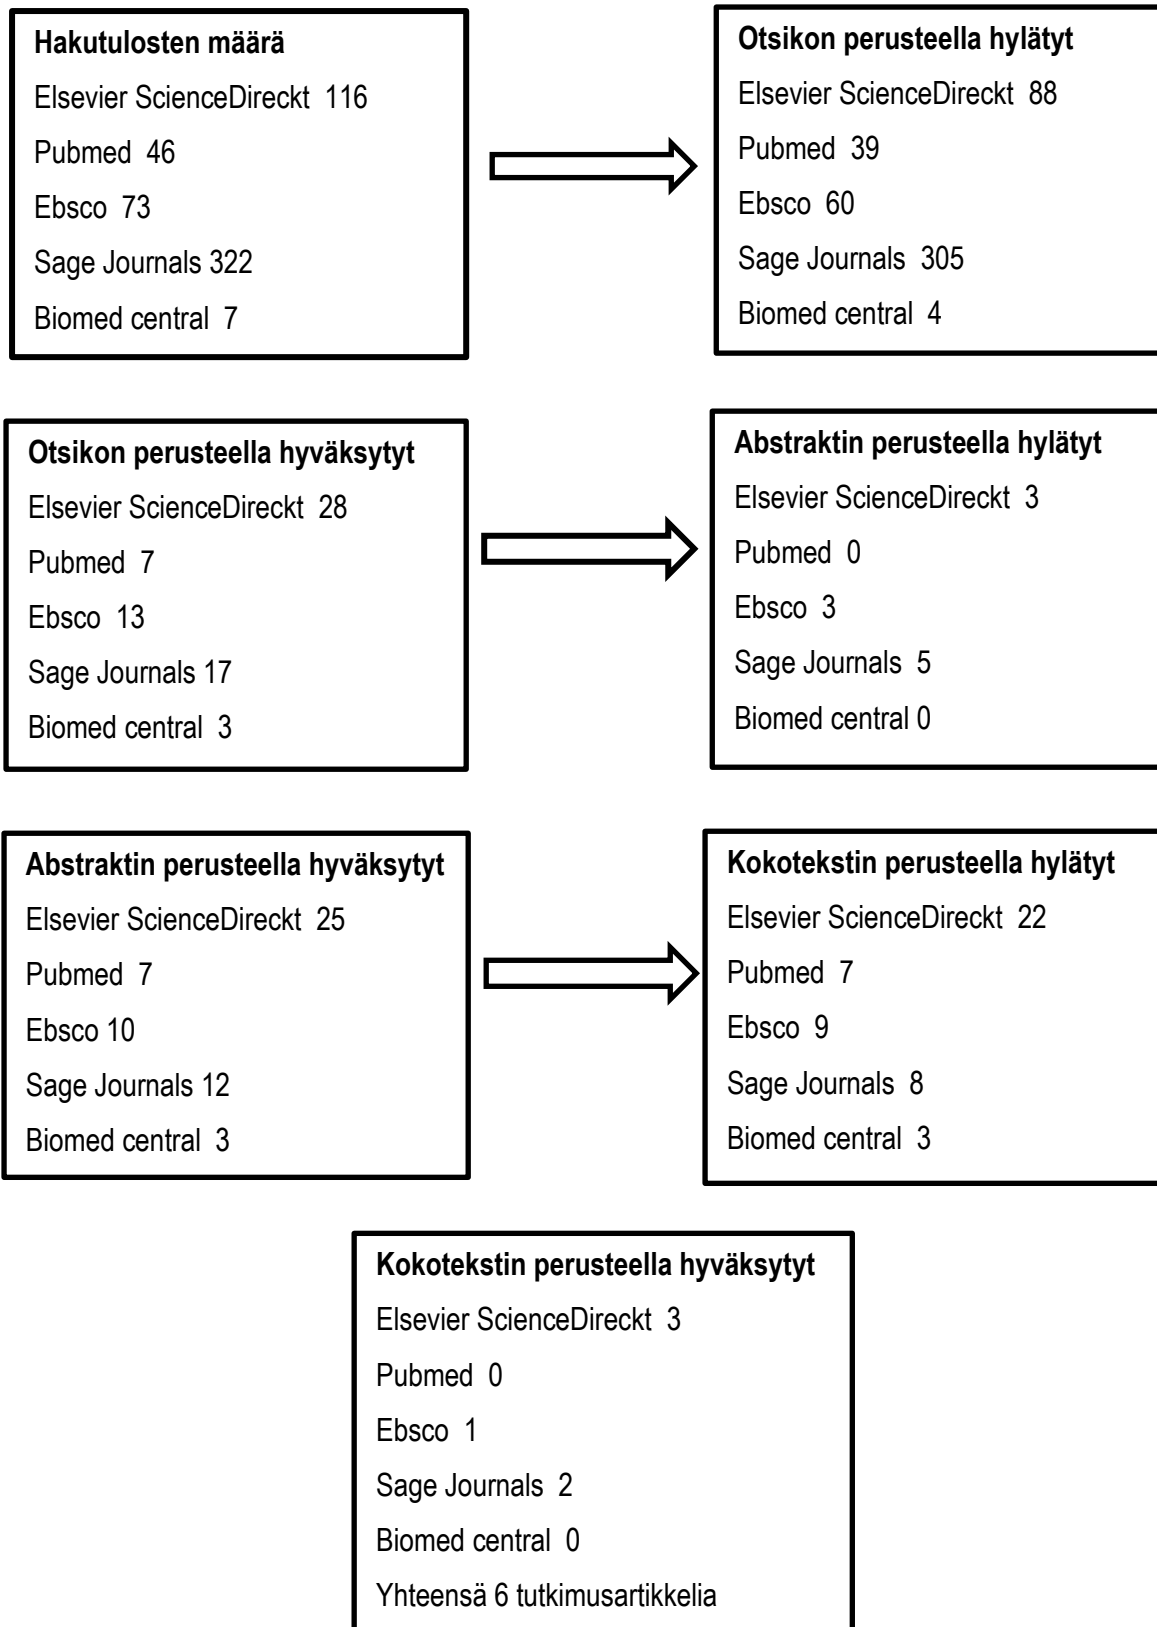 Hakutulosten määrä
Elsevier ScienceDireckt 116
Pubmed 46
Ebsco 73
Sage Journals 322
Biomed central 7
Otsikon perusteella hylätyt
Elsevier ScienceDireckt 88
Pubmed 39
Ebsco 60
Sage Journals 305
Biomed central 4
Otsikon perusteella hyväksytyt
Elsevier ScienceDireckt 28
Pubmed 7
Ebsco 13
Sage Journals 17
Biomed central 3
Abstraktin perusteella hylätyt
Elsevier ScienceDireckt 3
Pubmed 0
Ebsco 3
Sage Journals 5
Biomed central 0
Abstraktin perusteella hyväksytyt
Elsevier ScienceDireckt 25
Pubmed 7
Ebsco 10
Sage Journals 12
Biomed central 3
Kokotekstin perusteella hylätyt
Elsevier ScienceDireckt 22
Pubmed 7
Ebsco 9
Sage Journals 8
Biomed central 3
Kokotekstin perusteella hyväksytyt
Elsevier ScienceDireckt 3
Pubmed 0
Ebsco 1
Sage Journals 2
Biomed central 0
Yhteensä 6 tutkimusartikkelia